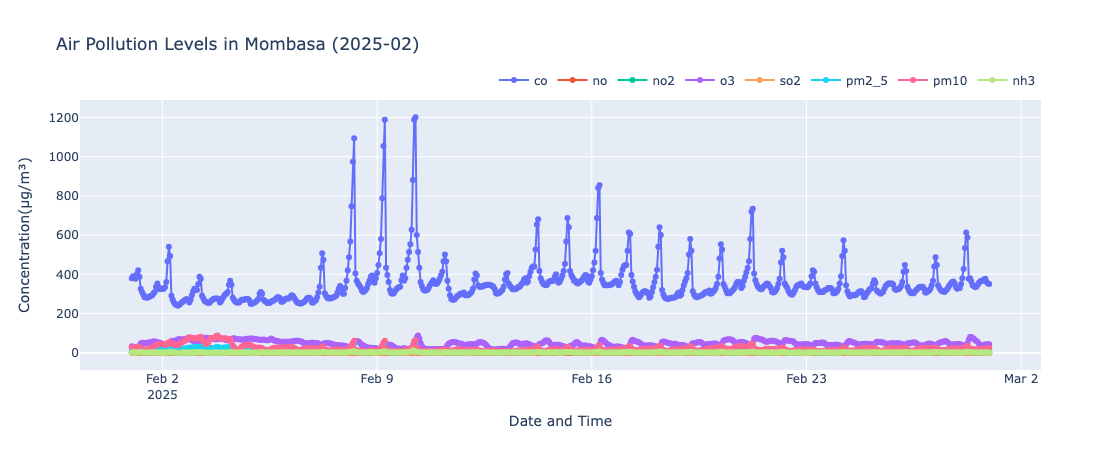 Air Pollution Levels in Mombasa (2025-02)
co no no2 o3 so2 pm2_5 pm10 nh3
Concentration(µg/m³)
1200
1000
800
600
400
200
0
Feb 2 Feb 9 Feb 16 Feb 23 Mar 2
2025
Date and Time